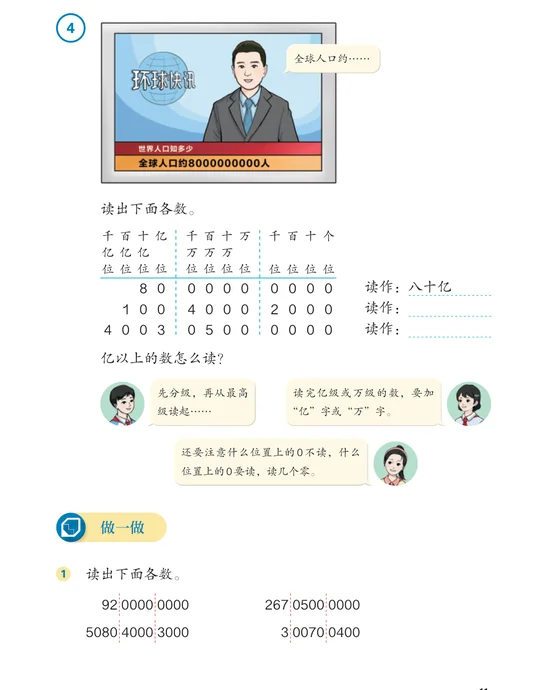 4
环球快讯
全球人口约……
世界人口知多少
全球人口约8000000000人
读出下面各数。
千 百 十 亿 千 百 十 万 千 百 十 个
亿 亿 亿 万 万 万
位 位 位 位 位 位 位 位 位 位 位 位
8 0 0 0 0 0 0 0 0 0 读作：八十亿
1 0 0 4 0 0 0 2 0 0 0 读作：
4 0 0 3 0 5 0 0 0 0 0 0 读作：
亿以上的数怎么读？
先分级，再从最高
级读起……
读完亿级或万级的数，要加
“亿”字或“万”字。
还要注意什么位置上的0不读，什么
位置上的0要读，读几个零。
做一做
1 读出下面各数。
92 0000 0000 267 0500 0000
5080 4000 3000 3 0070 0400